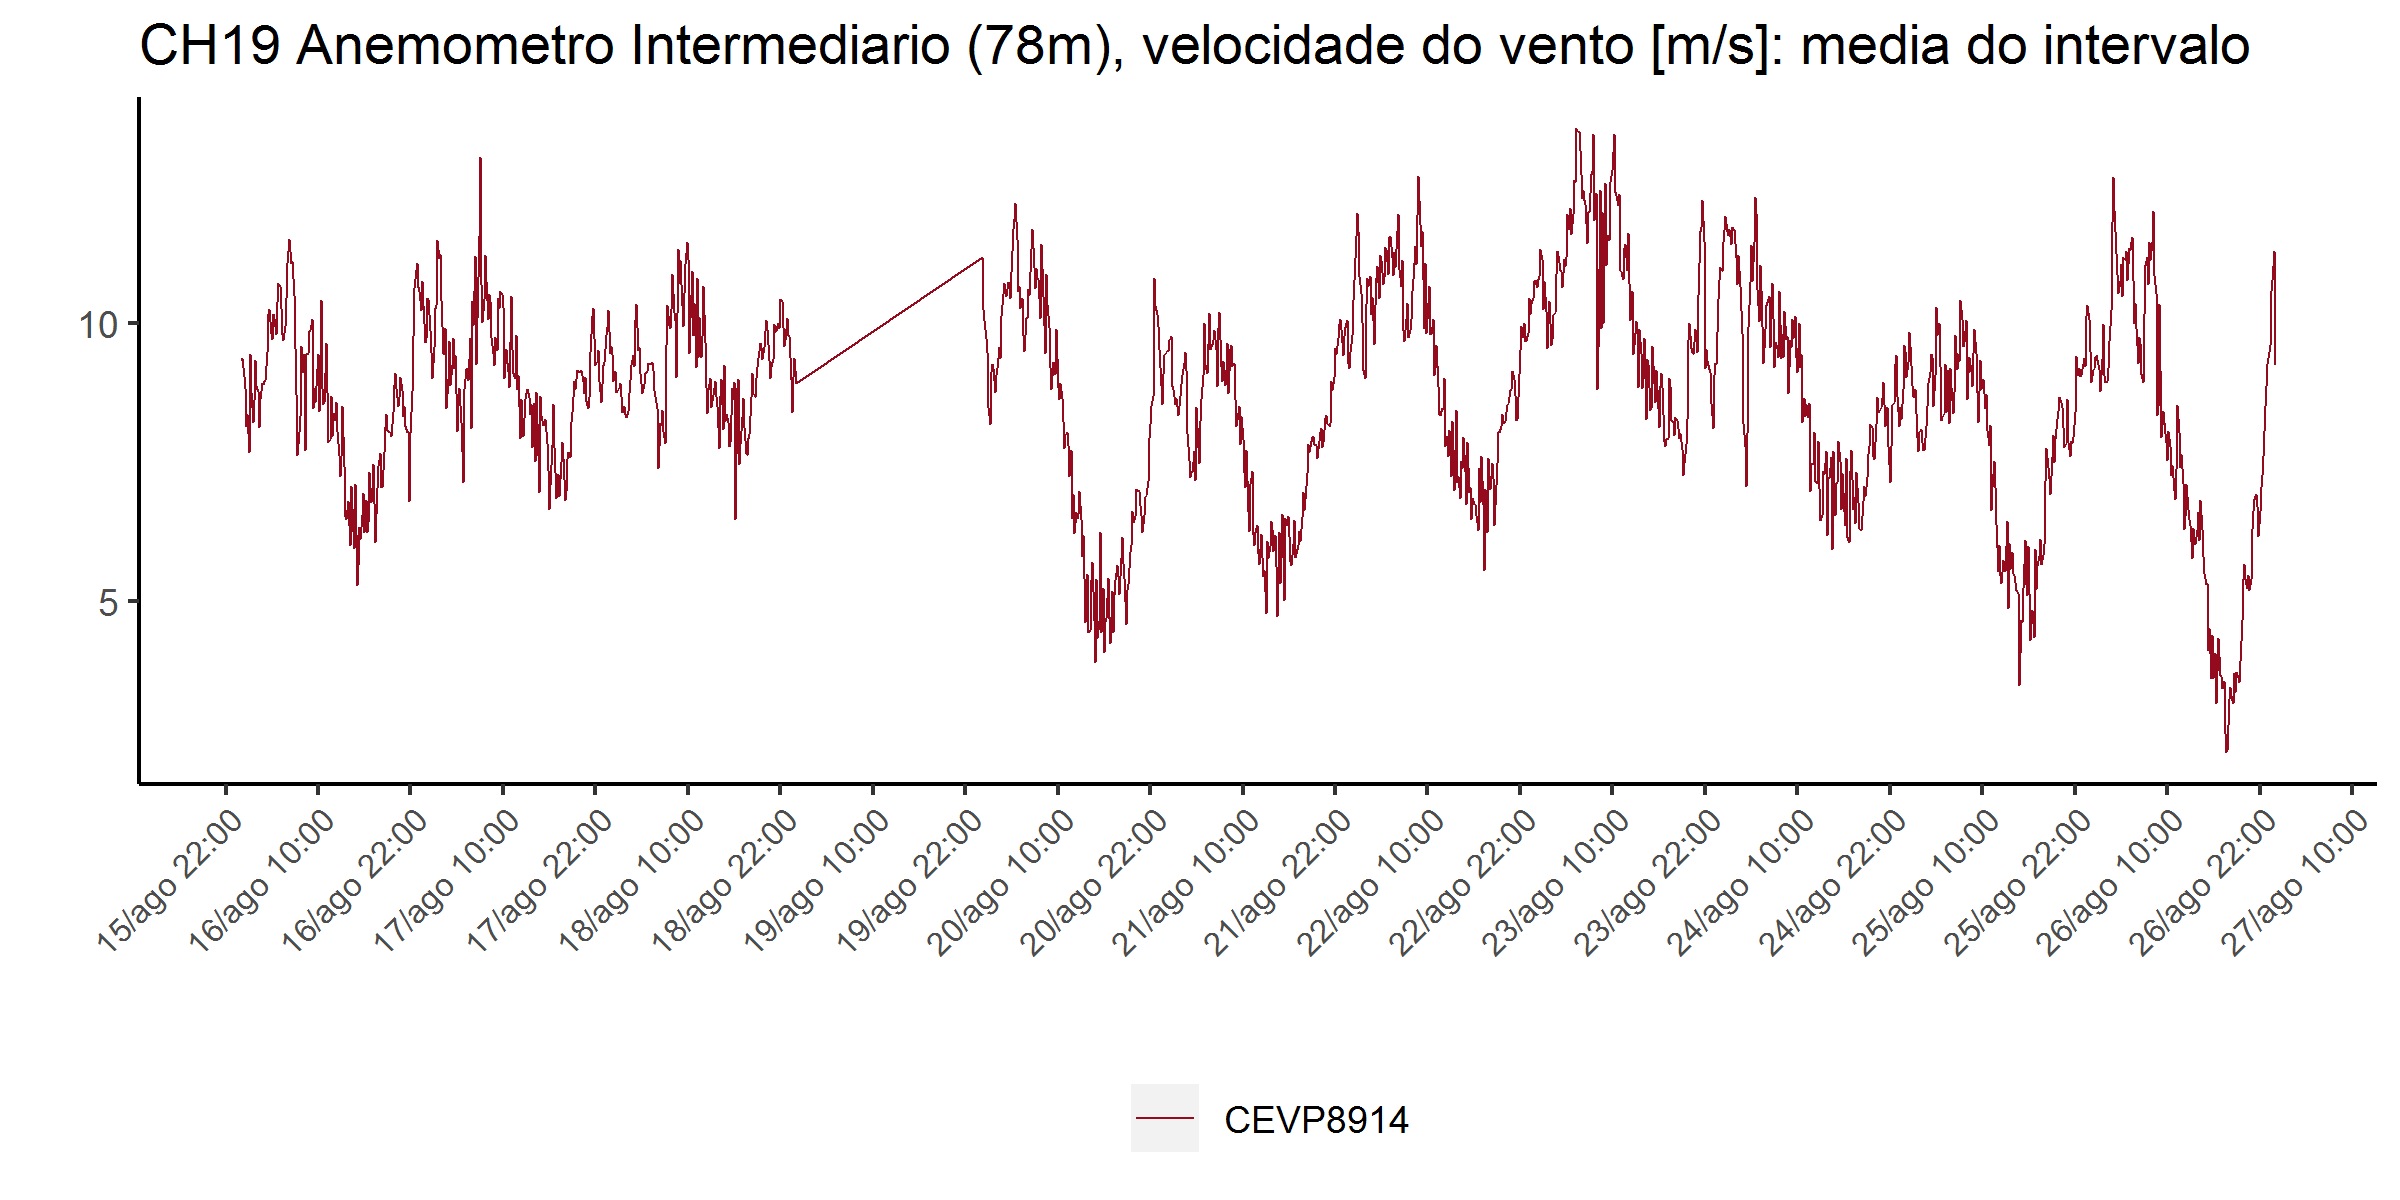 CH19 Anemometro Intermediario (78m), velocidade do vento [m/s]: media do intervalo
10
5
15/ago 22:00
16/ago 10:00
16/ago 22:00
17/ago 10:00
17/ago 22:00
18/ago 10:00
18/ago 22:00
19/ago 10:00
19/ago 22:00
20/ago 10:00
20/ago 22:00
21/ago 10:00
21/ago 22:00
22/ago 10:00
22/ago 22:00
23/ago 10:00
23/ago 22:00
24/ago 10:00
24/ago 22:00
25/ago 10:00
25/ago 22:00
26/ago 10:00
26/ago 22:00
27/ago 10:00
CEVP8914